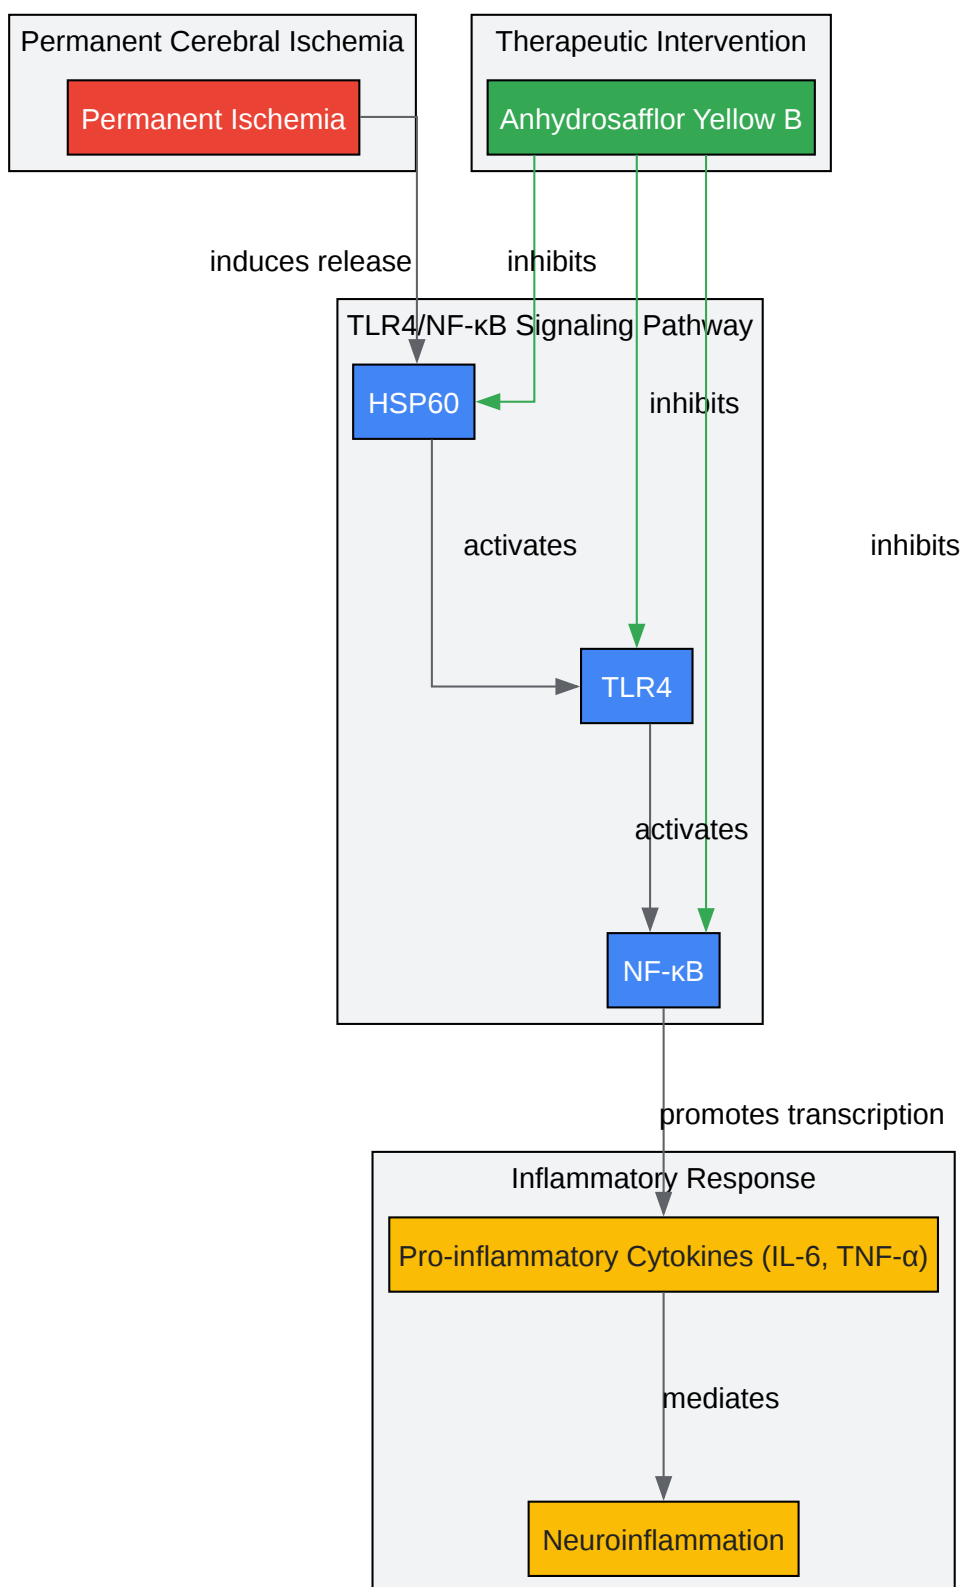 Permanent Cerebral Ischemia
Therapeutic Intervention
Permanent Ischemia
Anhydrosafflor Yellow B
induces release
inhibits
TLR4/NF-κB Signaling Pathway
HSP60
inhibits
activates
inhibits
TLR4
activates
NF-κB
promotes transcription
Inflammatory Response
Pro-inflammatory Cytokines (IL-6, TNF-α)
mediates
Neuroinflammation